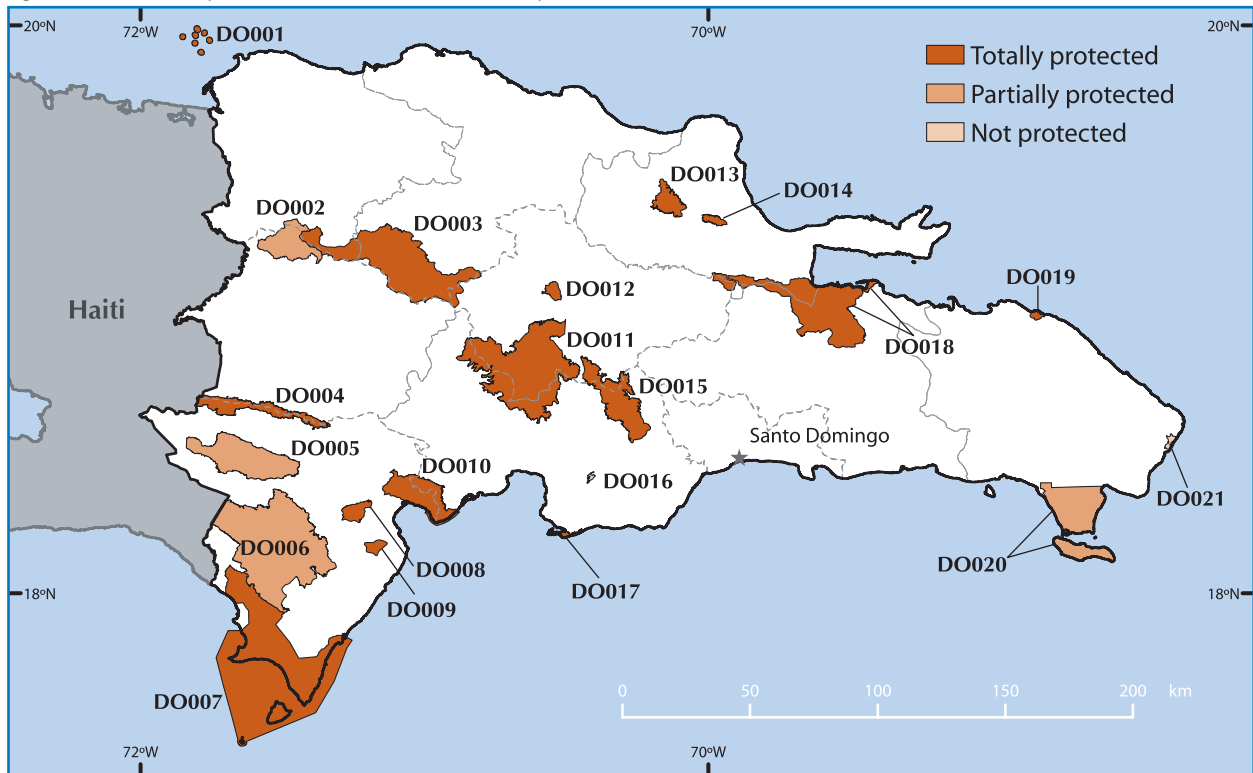 20ºN
72ºW
DO001
70ºW
20ºN
Totally protected
Partially protected
Not protected
DO013
DO014
DO002
DO003
DO019
DO012
Haiti
DO011
DO018
DO015
DO004
Santo Domingo
DO005
DO010
DO016
DO021
DO006
DO020
DO008
DO017
DO009
18ºN
18ºN
DO007
0 50 100 150 200 km
72ºW
70ºW